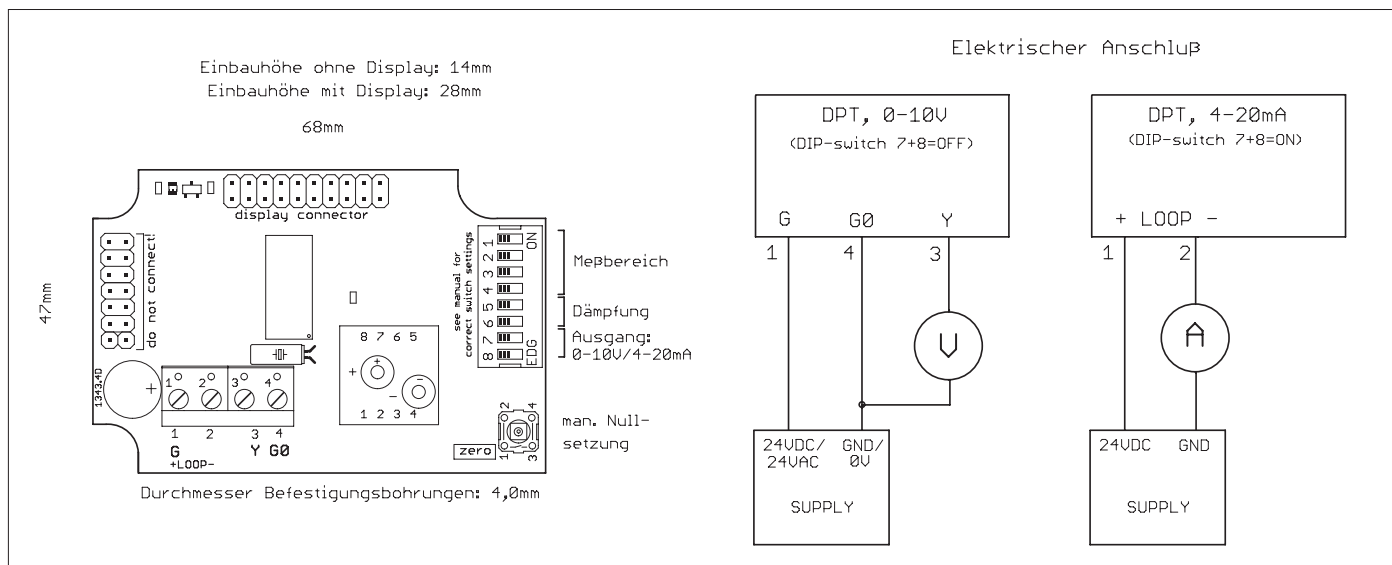 Einbauhöhe ohne Display: 14mm
Einbauhöhe mit Display: 28mm
68mm
47mm
display connector
do not connect!
see manual for
correct switch settings
1 2 3 4 5 6 7 8
ON
EDG
Meßbereich
Dämpfung
Ausgang:
0-10V/4-20mA
8 7 6 5
+ -
+ -
1 2 3 4
1343.4D
+
1 2 3 4
1 2 3 4
G Y G0
+LOOP-
zero
2 4
1 3
man. Null-
setzung
Durchmesser Befestigungsbohrungen: 4,0mm
Elektrischer Anschluß
DPT, 0-10V
(DIP-switch 7+8=OFF)
G G0 Y
1 4 3
V
24VDC/
24VAC
GND/
0V
SUPPLY
DPT, 4-20mA
(DIP-switch 7+8=ON)
+ LOOP -
1 2
A
24VDC GND
SUPPLY